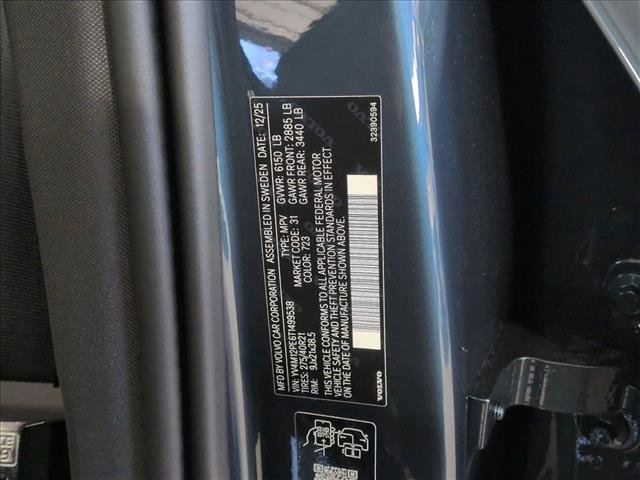 VOLVO CAR CORPORATION ASSEMBLED IN SWEDEN DATE: 12/25
GVWR: 6150 LB
VIN: YV4M12PE6T1499538 TYPE: MPV GAWR FRONT: 2885 LB
TIRES: 275/40R21 MARKET CODE: 31 GAWR REAR: 3440 LB
RIM: 9Jx21x38.5 COLOR: 723
THIS VEHICLE CONFORMS TO ALL APPLICABLE FEDERAL MOTOR
VEHICLE SAFETY AND THEFT PREVENTION STANDARDS IN EFFECT
ON DATE OF MANUFACTURE SHOWN ABOVE.
VOLVO 32390594